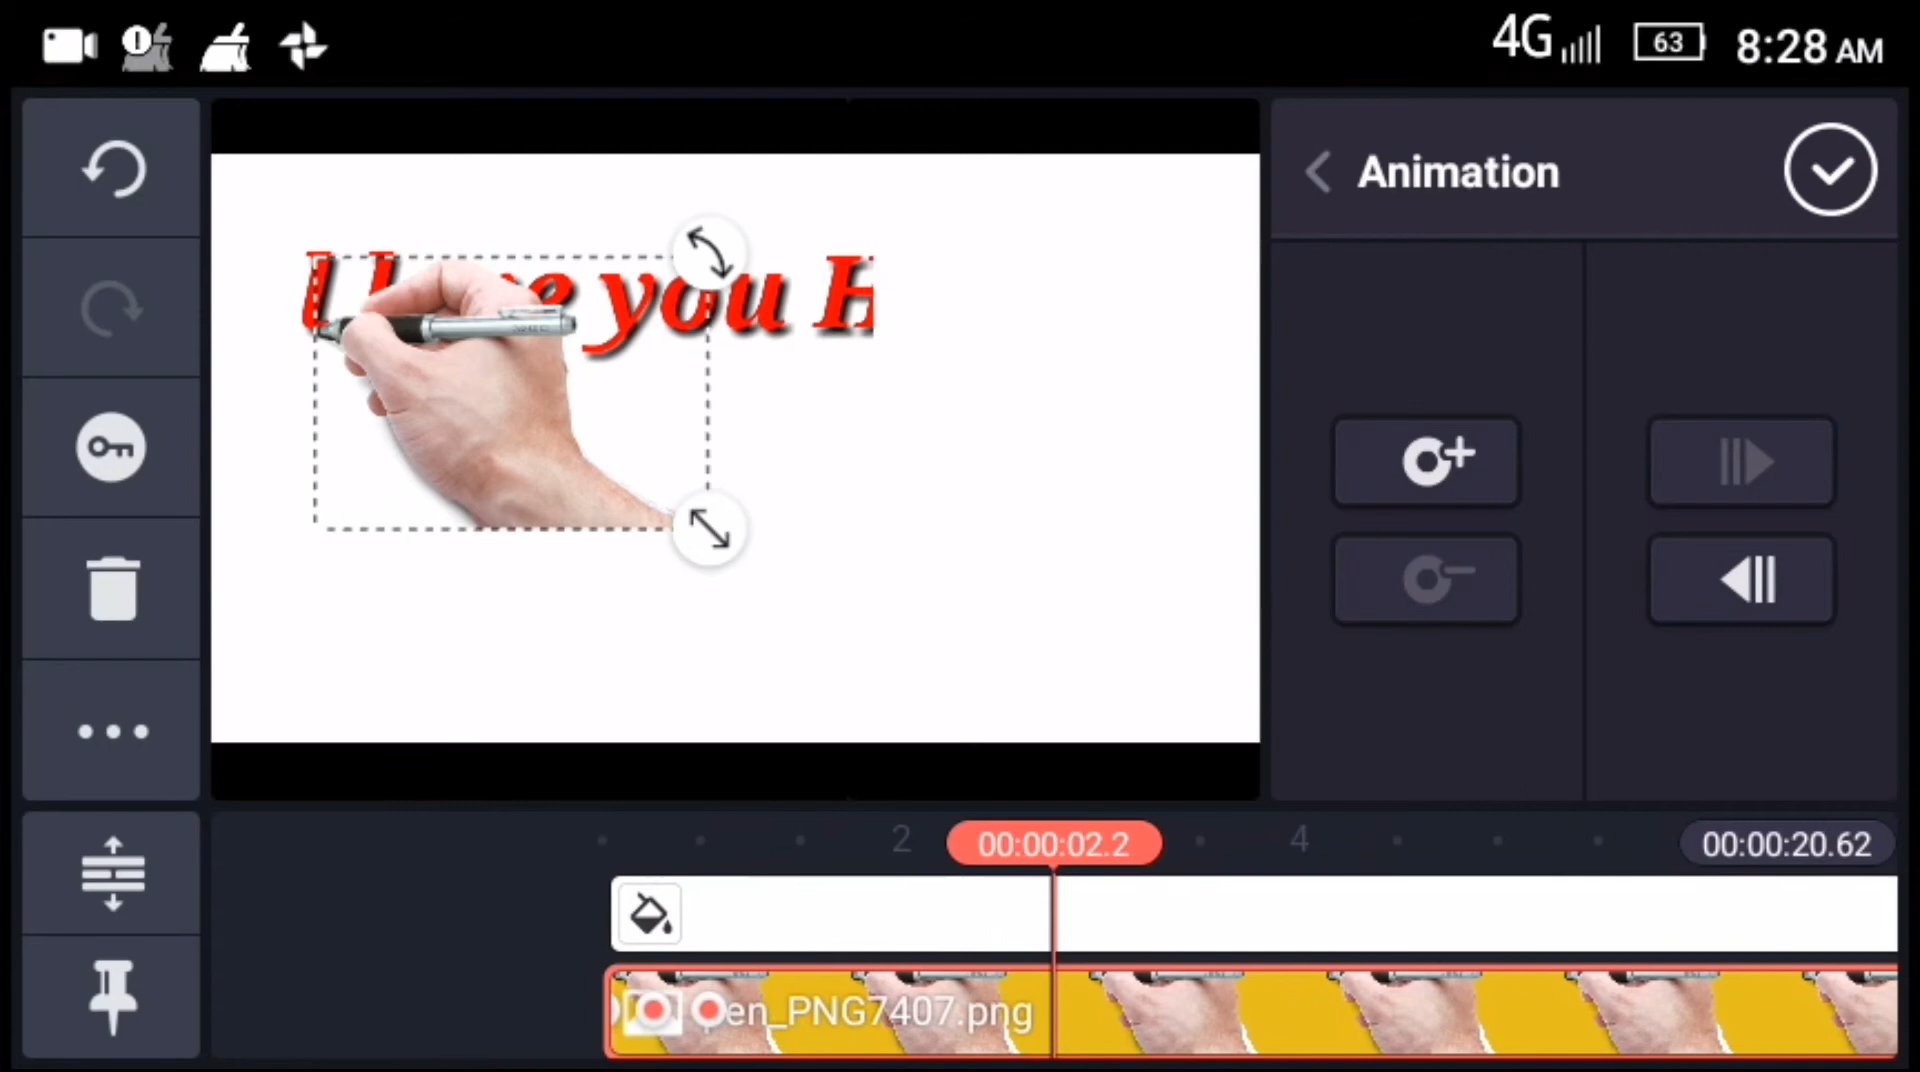 4G 63 8:28 AM
Animation
I love you H
2 00:00:02.2 4 00:00:20.62
en_PNG7407.png